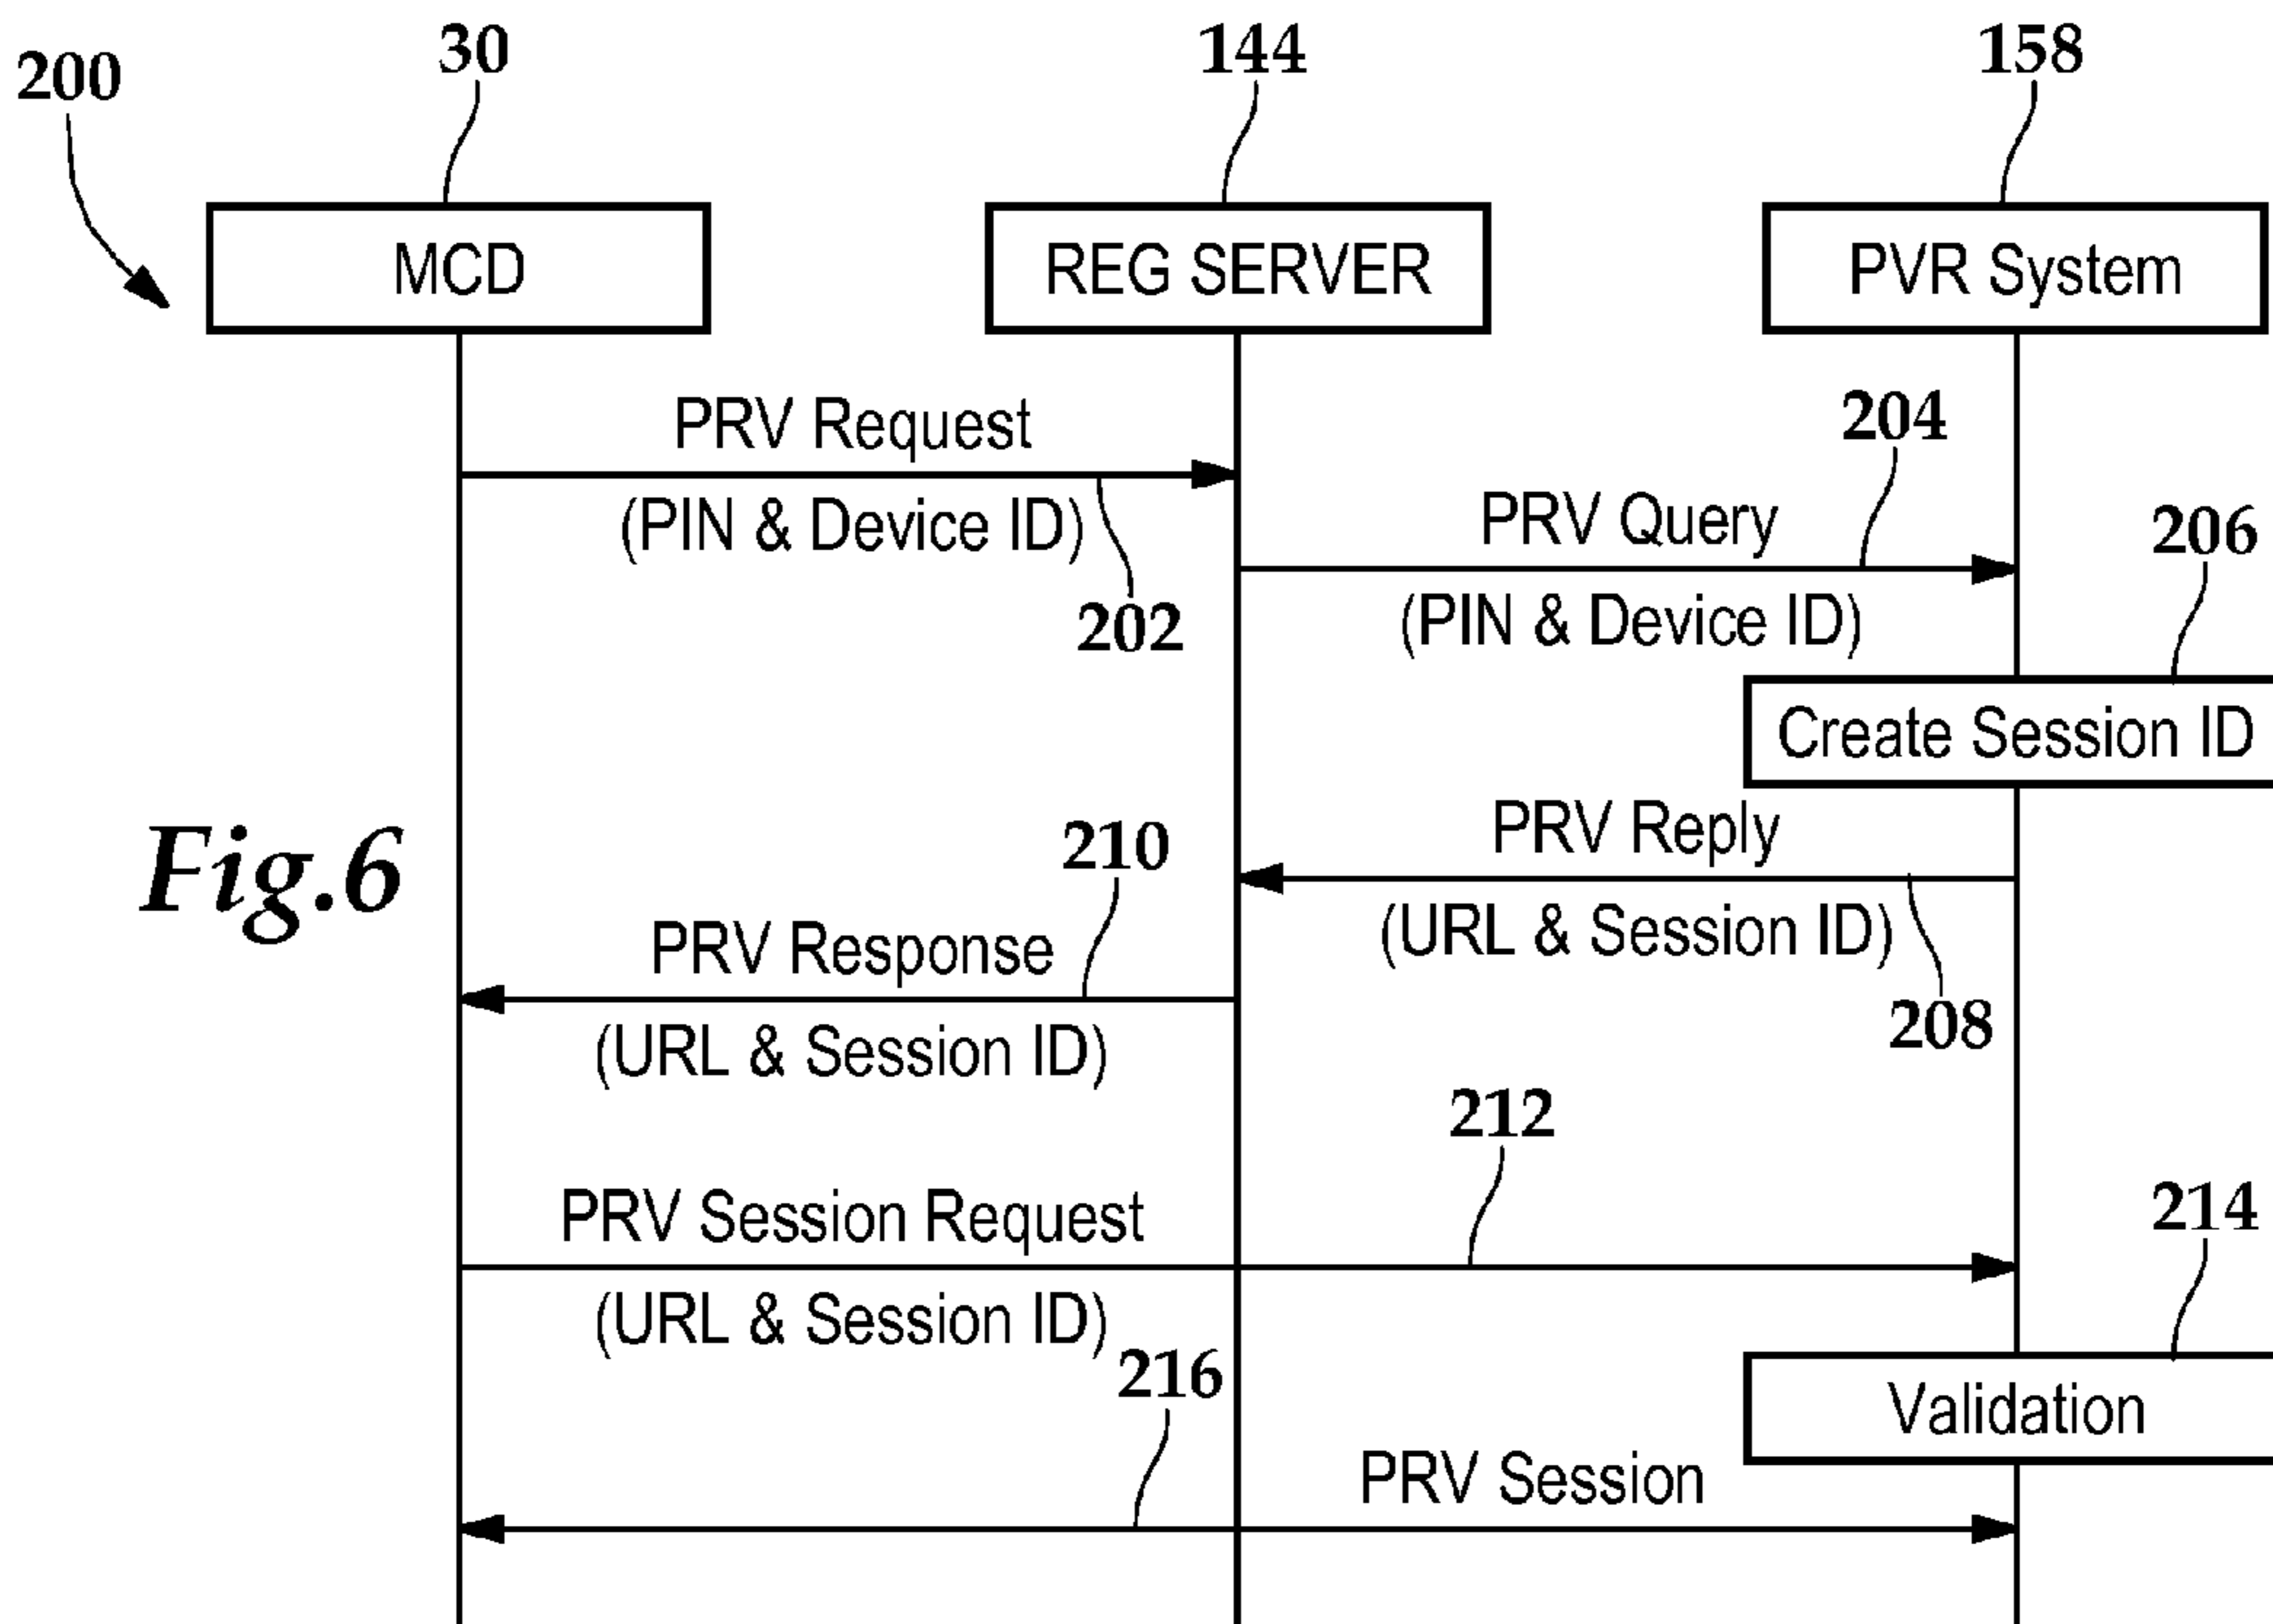 200
30
144
158
MCD
REG SERVER
PVR System
PRV Request
(PIN & Device ID)
202
204
PRV Query
(PIN & Device ID)
206
Create Session ID
PRV Reply
(URL & Session ID)
208
Fig.6
210
PRV Response
(URL & Session ID)
212
PRV Session Request
(URL & Session ID)
214
Validation
216
PRV Session